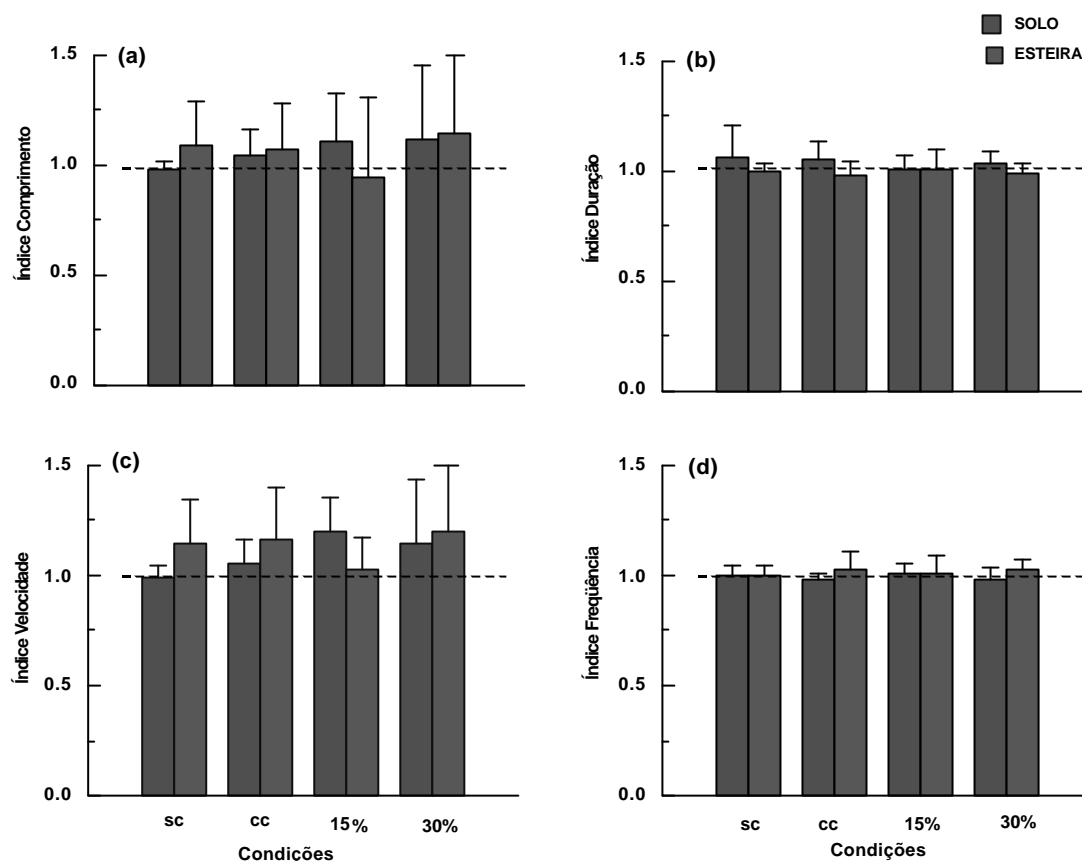 SOLO
ESTEIRA
(a)
1.5
1.0
0.5
0.0
Índice Comprimento
(b)
1.5
1.0
0.5
0.0
Índice Duração
(c)
1.5
1.0
0.5
0.0
Índice Velocidade
sc cc 15% 30%
Condições
(d)
1.5
1.0
0.5
0.0
Índice Freqüência
sc cc 15% 30%
Condições